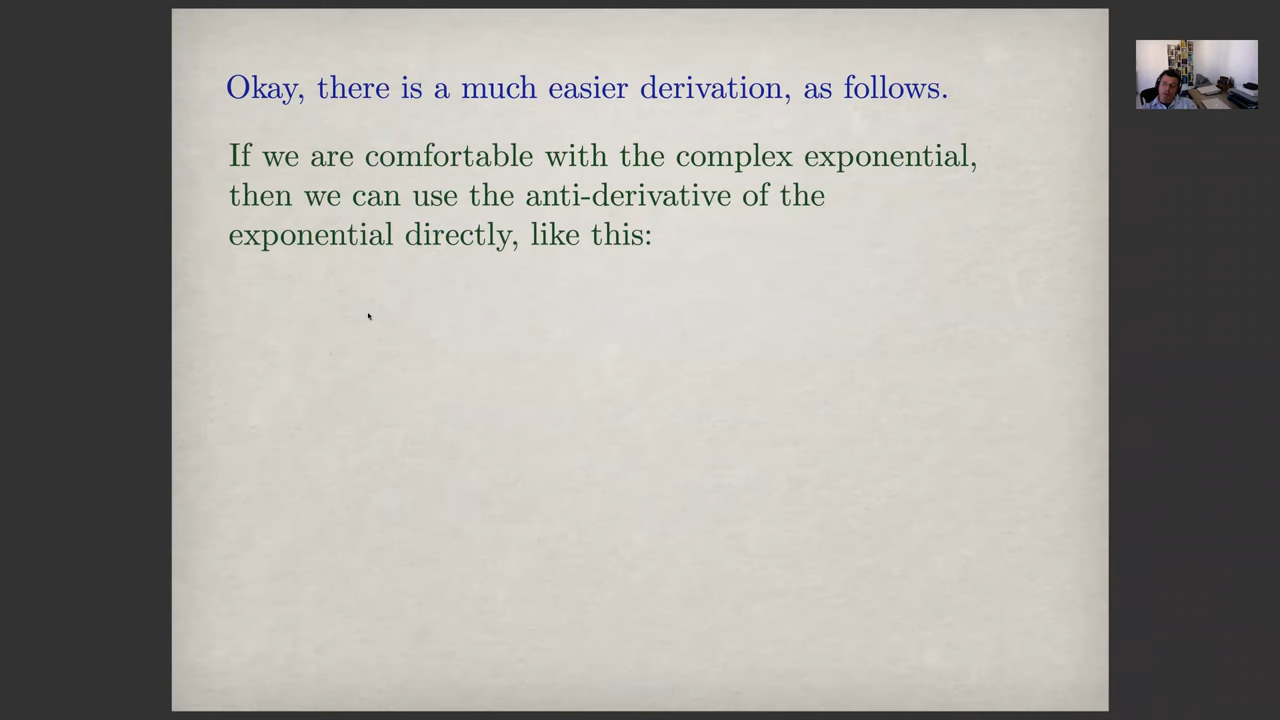 Okay, there is a much easier derivation, as follows.
If we are comfortable with the complex exponential,
then we can use the anti-derivative of the
exponential directly, like this: